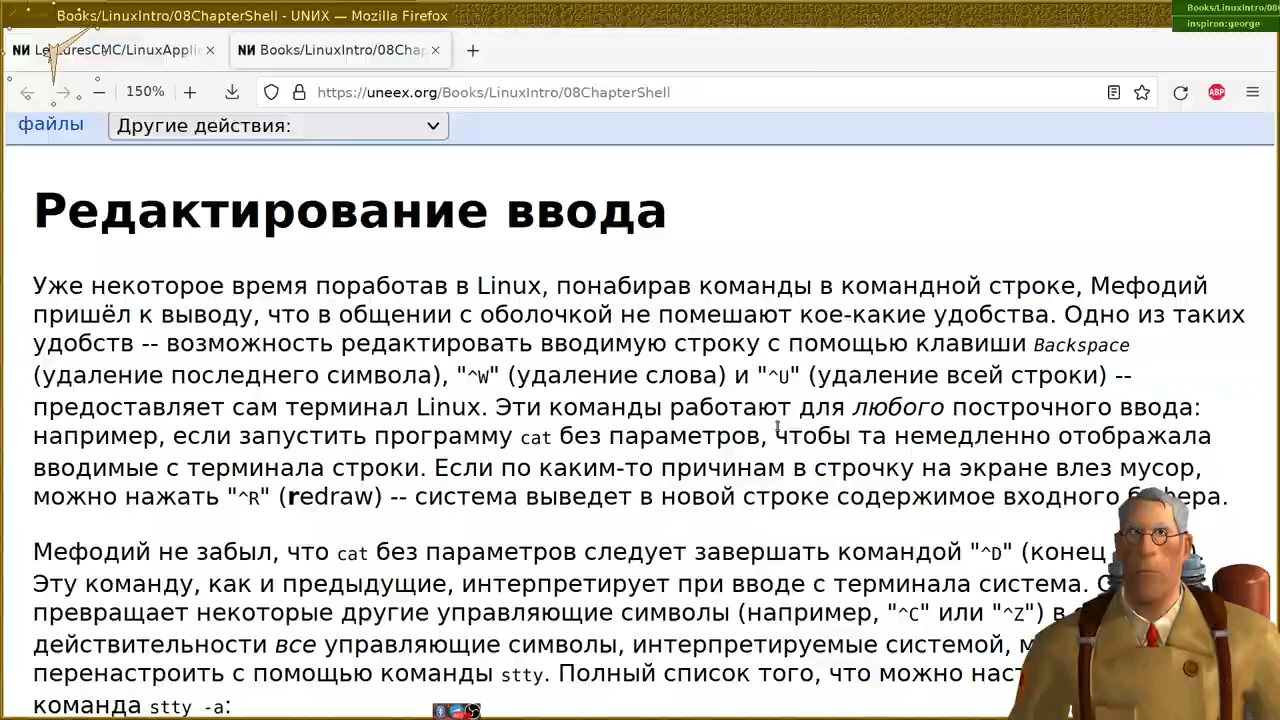 Books/LinuxIntro/08ChapterShell - UNИX — Mozilla Firefox
Books/LinuxIntro/08
inspiron:george
NИ LecturesCMC/LinuxApplic
NИ Books/LinuxIntro/08Chap
150%
https://uneex.org/Books/LinuxIntro/08ChapterShell
ABP
файлы Другие действия:
Редактирование ввода
Уже некоторое время поработав в Linux, понабирав команды в командной строке, Мефодий
пришёл к выводу, что в общении с оболочкой не помешают кое-какие удобства. Одно из таких
удобств -- возможность редактировать вводимую строку с помощью клавиши Backspace
(удаление последнего символа), "^W" (удаление слова) и "^U" (удаление всей строки) --
предоставляет сам терминал Linux. Эти команды работают для любого построчного ввода:
например, если запустить программу cat без параметров, чтобы та немедленно отображала
вводимые с терминала строки. Если по каким-то причинам в строчку на экране влез мусор,
можно нажать "^R" (redraw) -- система выведет в новой строке содержимое входного буфера.
Мефодий не забыл, что cat без параметров следует завершать командой "^D" (конец
Эту команду, как и предыдущие, интерпретирует при вводе с терминала система.
превращает некоторые другие управляющие символы (например, "^C" или "^Z") в
действительности все управляющие символы, интерпретируемые системой,
перенастроить с помощью команды stty. Полный список того, что можно
команда stty -a: